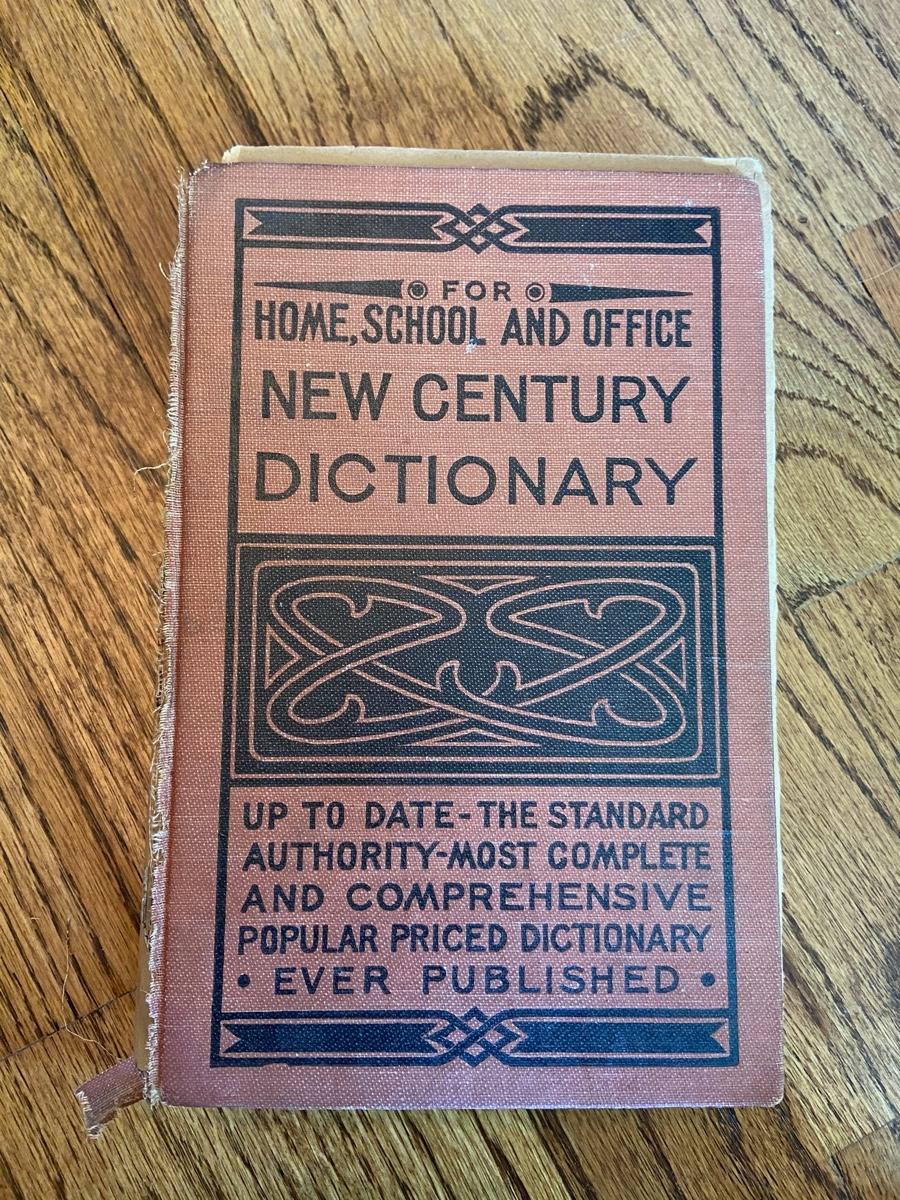 FOR
HOME, SCHOOL AND OFFICE
NEW CENTURY
DICTIONARY
UP TO DATE-THE STANDARD
AUTHORITY-MOST COMPLETE
AND COMPREHENSIVE
POPULAR PRICED DICTIONARY
• EVER PUBLISHED •